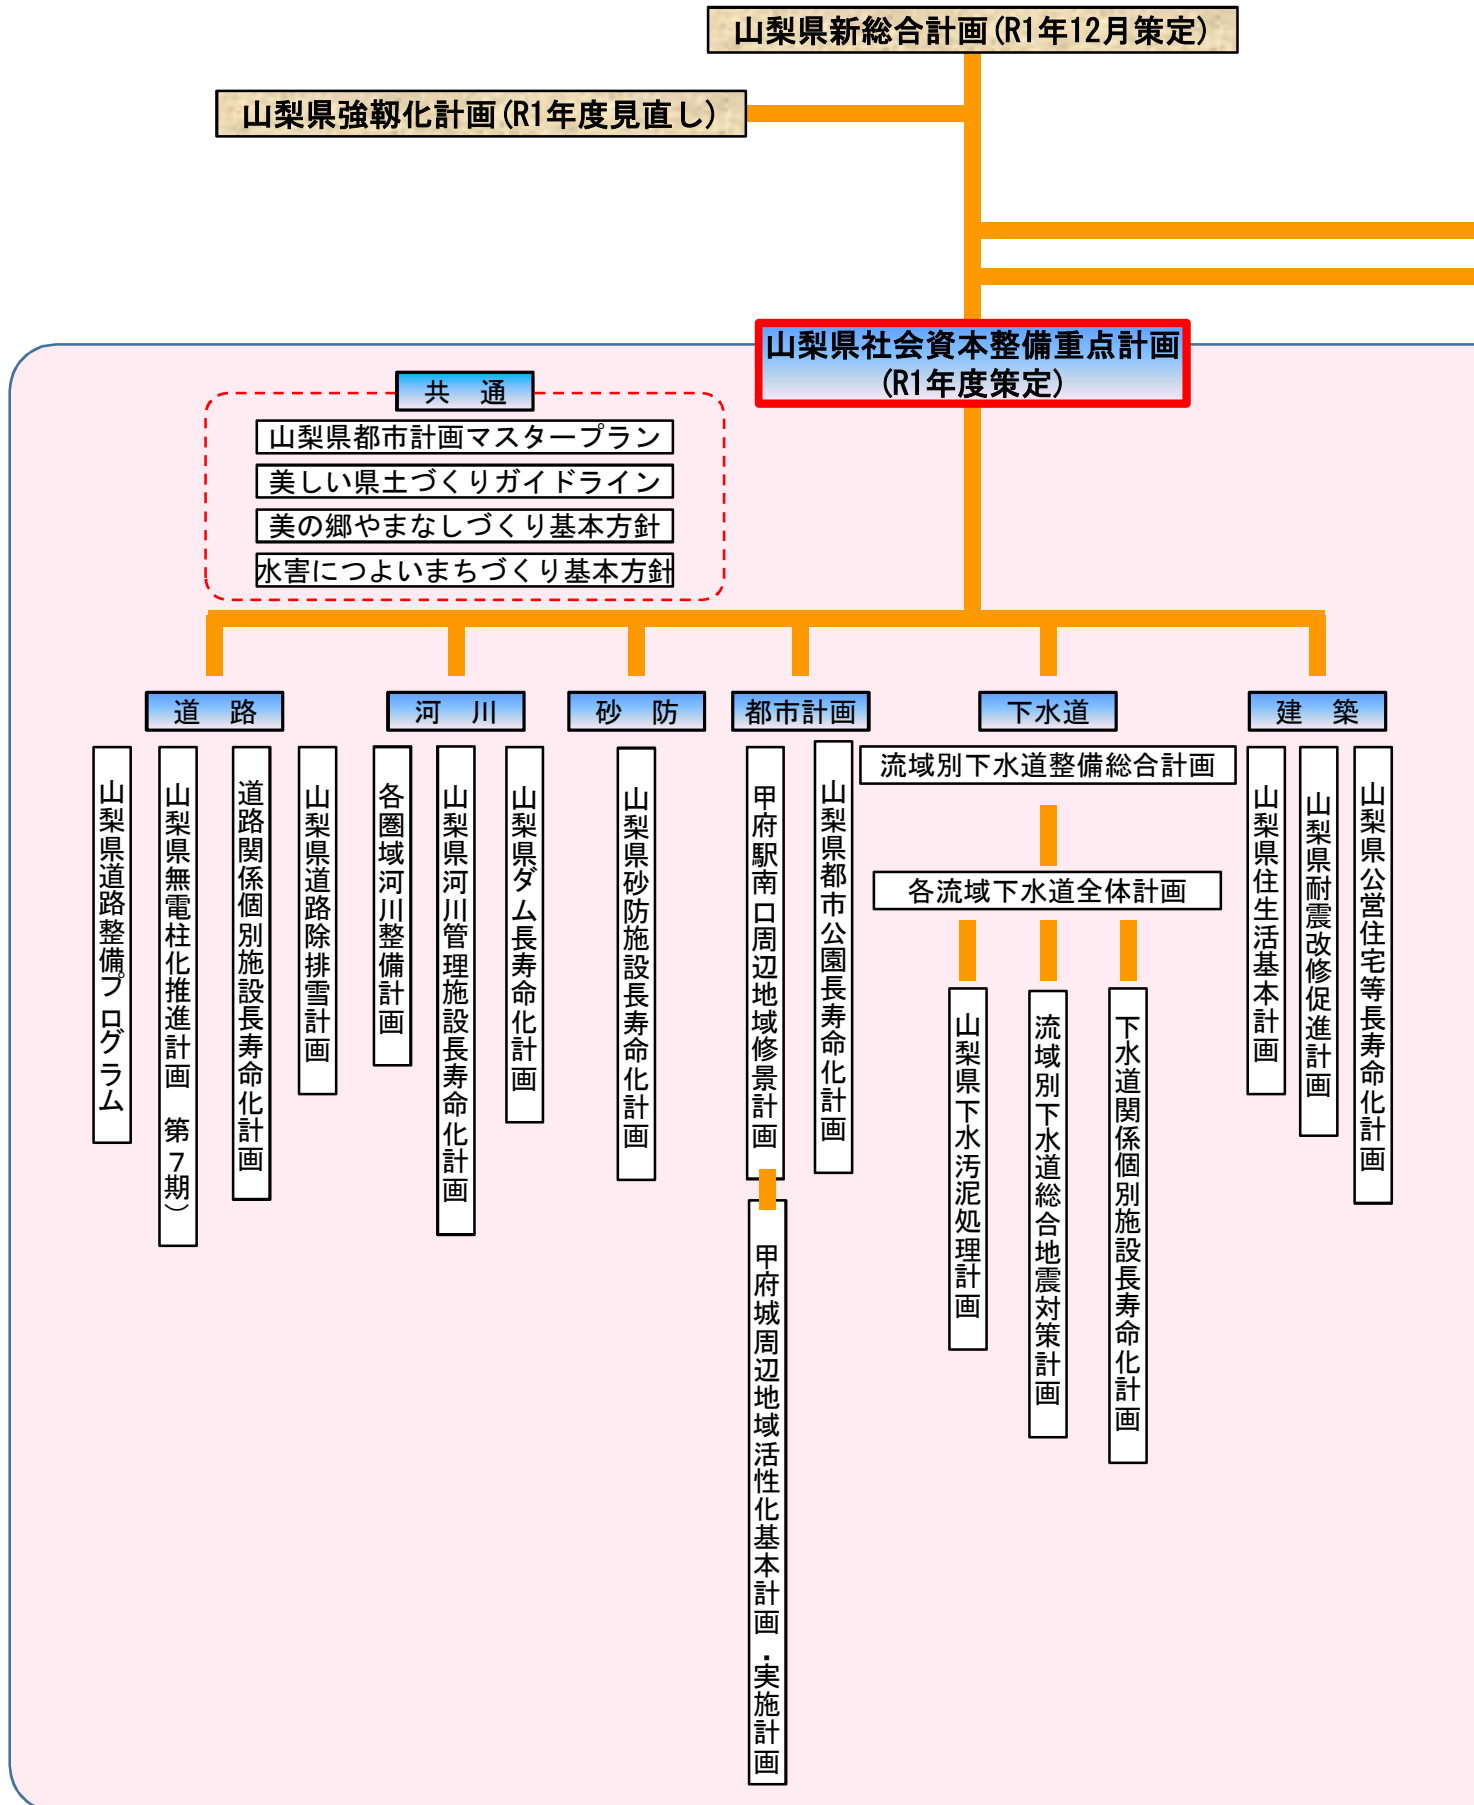 山梨県新総合計画(R1年12月策定)
山梨県強靱化計画(R1年度見直し)
山梨県社会資本整備重点計画
(R1年度策定)
共　通
山梨県都市計画マスタープラン
美しい県土づくりガイドライン
美の郷やまなしづくり基本方針
水害につよいまちづくり基本方針
道　路
山梨県道路整備プログラム
山梨県無電柱化推進計画　第7期）
道路関係個別施設長寿命化計画
山梨県道路除排雪計画
河　川
各圏域河川整備計画
山梨県河川管理施設長寿命化計画
山梨県ダム長寿命化計画
砂　防
山梨県砂防施設長寿命化計画
都市計画
甲府駅南口周辺地域修景計画
甲府城周辺地域活性化基本計画・実施計画
山梨県都市公園長寿命化計画
下水道
流域別下水道整備総合計画
各流域下水道全体計画
山梨県下水汚泥処理計画
流域別下水道総合地震対策計画
下水道関係個別施設長寿命化計画
建　築
山梨県住生活基本計画
山梨県耐震改修促進計画
山梨県公営住宅等長寿命化計画